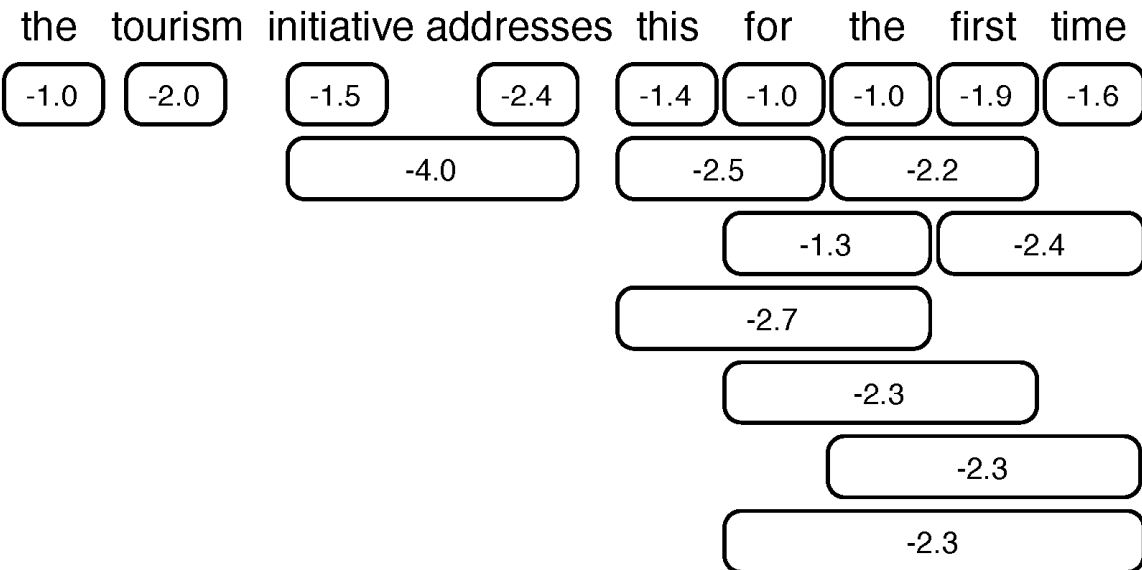 the tourism initiative addresses this for the first time
-1.0 -2.0 -1.5 -2.4 -1.4 -1.0 -1.0 -1.9 -1.6
-4.0 -2.5 -2.2
-1.3 -2.4
-2.7
-2.3
-2.3
-2.3